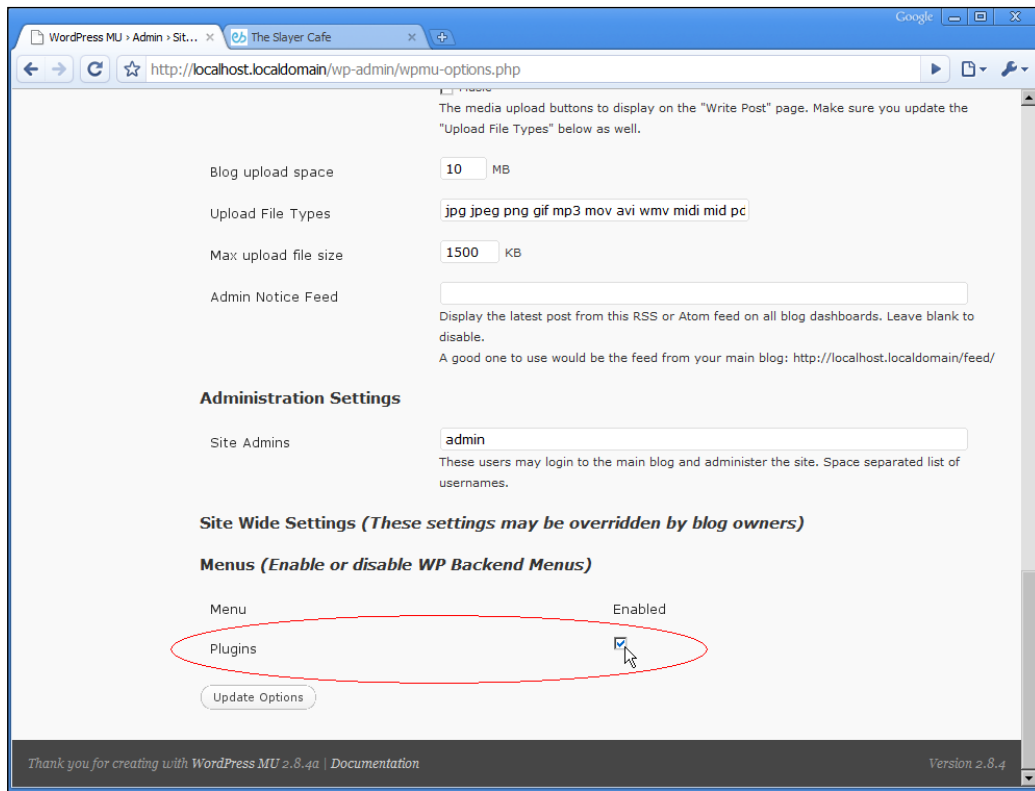 Google
WordPress MU › Admin › Sit...
The Slayer Cafe
http://localhost.localdomain/wp-admin/wpmu-options.php
Music
The media upload buttons to display on the "Write Post" page. Make sure you update the
"Upload File Types" below as well.
Blog upload space 10 MB
Upload File Types jpg jpeg png gif mp3 mov avi wmv midi mid pd
Max upload file size 1500 KB
Admin Notice Feed
Display the latest post from this RSS or Atom feed on all blog dashboards. Leave blank to
disable.
A good one to use would be the feed from your main blog: http://localhost.localdomain/feed/
Administration Settings
Site Admins admin
These users may login to the main blog and administer the site. Space separated list of
usernames.
Site Wide Settings (These settings may be overridden by blog owners)
Menus (Enable or disable WP Backend Menus)
Menu Enabled
Plugins
Update Options
Thank you for creating with WordPress MU 2.8.4a | Documentation Version 2.8.4